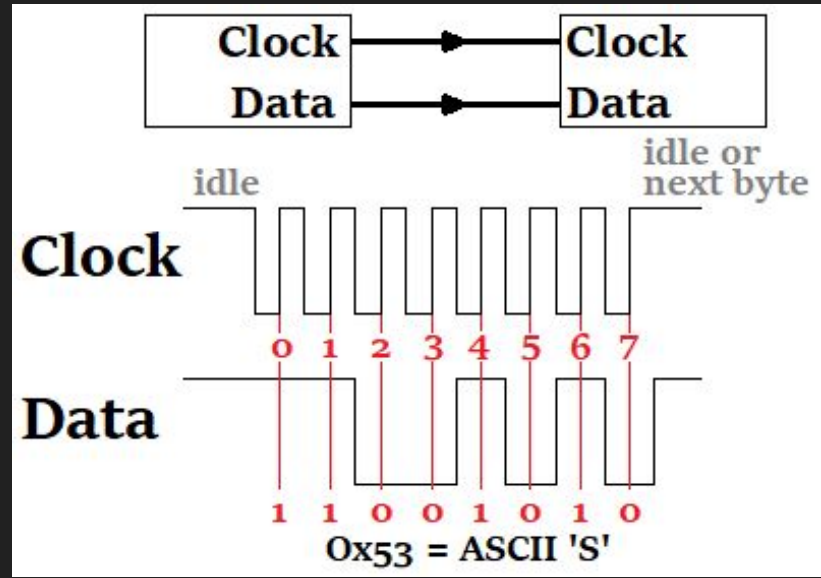 Clock Clock
Data Data
idle
idle or
next byte
Clock
0 1 2 3 4 5 6 7
Data
1 1 0 0 1 0 1 0
0x53 = ASCII 'S'